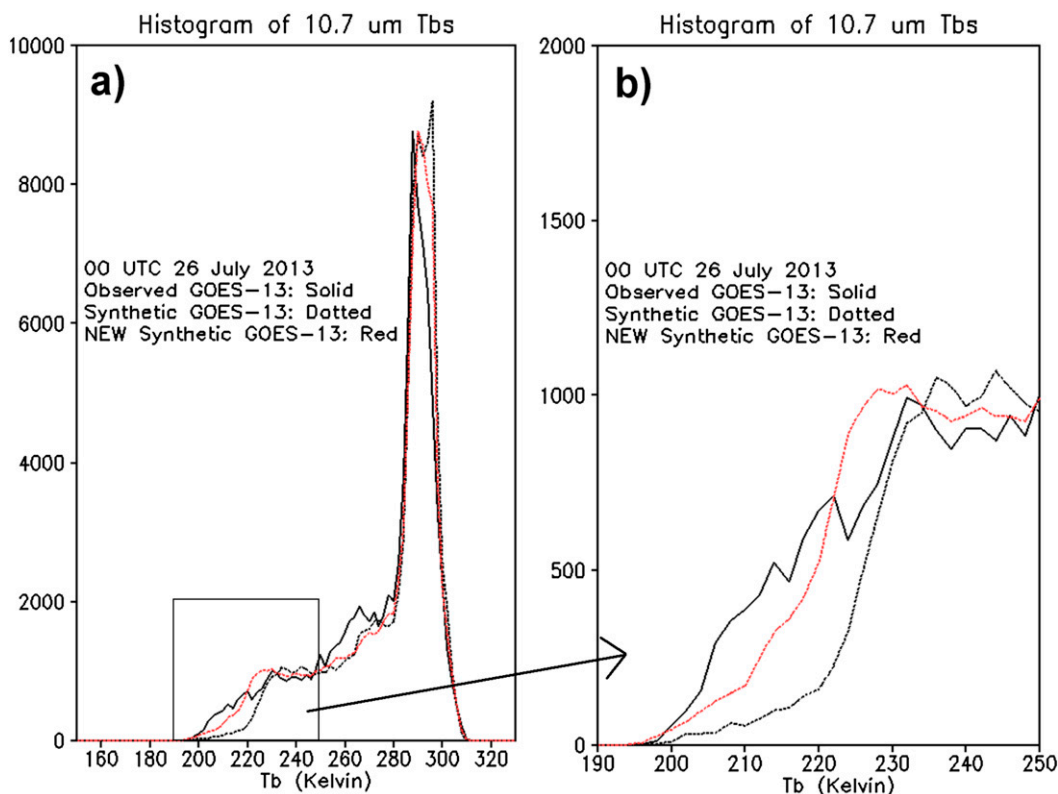 Histogram of 10.7 um Tbs
a)
10000
8000
6000
4000
2000
0
00 UTC 26 July 2013
Observed GOES-13: Solid
Synthetic GOES-13: Dotted
NEW Synthetic GOES-13: Red
160 180 200 220 240 260 280 300 320
Tb (Kelvin)
Histogram of 10.7 um Tbs
b)
2000
1500
1000
500
0
00 UTC 26 July 2013
Observed GOES-13: Solid
Synthetic GOES-13: Dotted
NEW Synthetic GOES-13: Red
190 200 210 220 230 240 250
Tb (Kelvin)